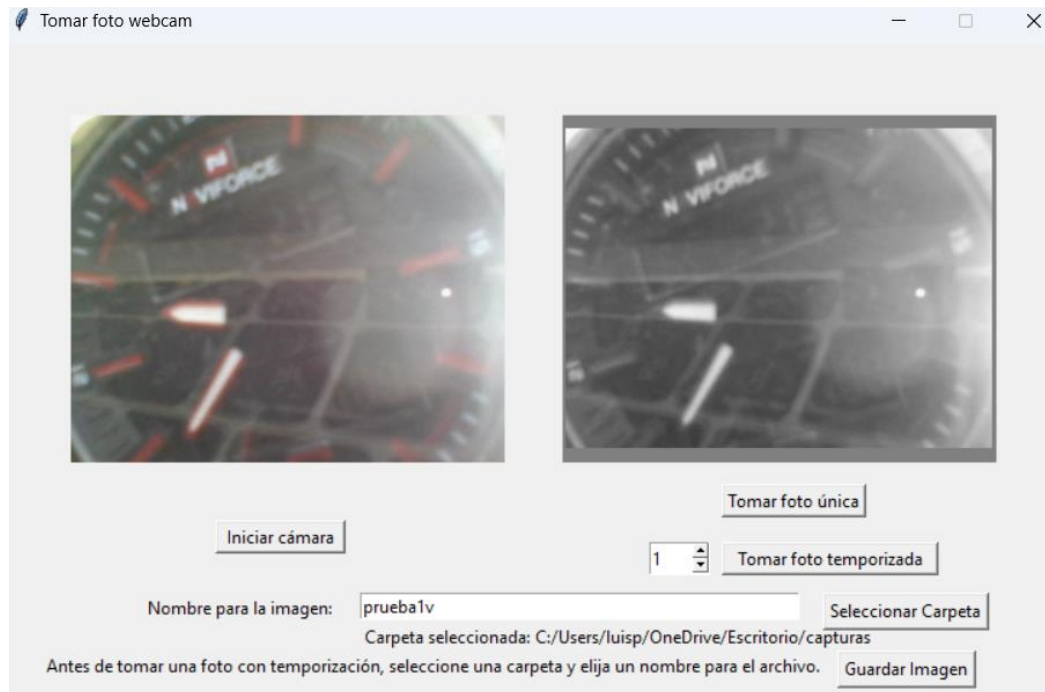 Tomar foto webcam
NAVIFORCE
NAVIFORCE
Tomar foto única
Iniciar cámara
1
Tomar foto temporizada
Nombre para la imagen:
prueba1v
Seleccionar Carpeta
Carpeta seleccionada: C:/Users/luisp/OneDrive/Escritorio/capturas
Antes de tomar una foto con temporización, seleccione una carpeta y elija un nombre para el archivo.
Guardar Imagen